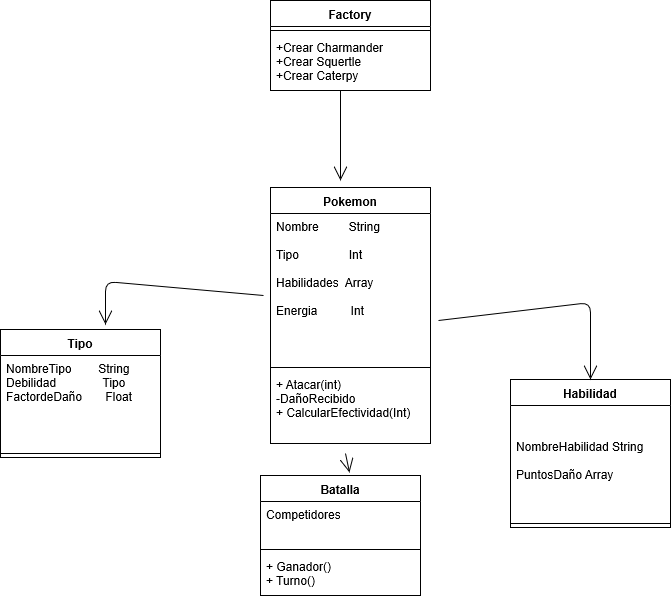 Factory
+Crear Charmander
+Crear Squertle
+Crear Caterpy
Pokemon
Nombre String
Tipo Int
Habilidades Array
Energia Int
+ Atacar(int)
-DañoRecibido
+ CalcularEfectividad(Int)
Tipo
NombreTipo String
Debilidad Tipo
FactordeDaño Float
Habilidad
NombreHabilidad String
PuntosDaño Array
Batalla
Competidores
+ Ganador()
+ Turno()